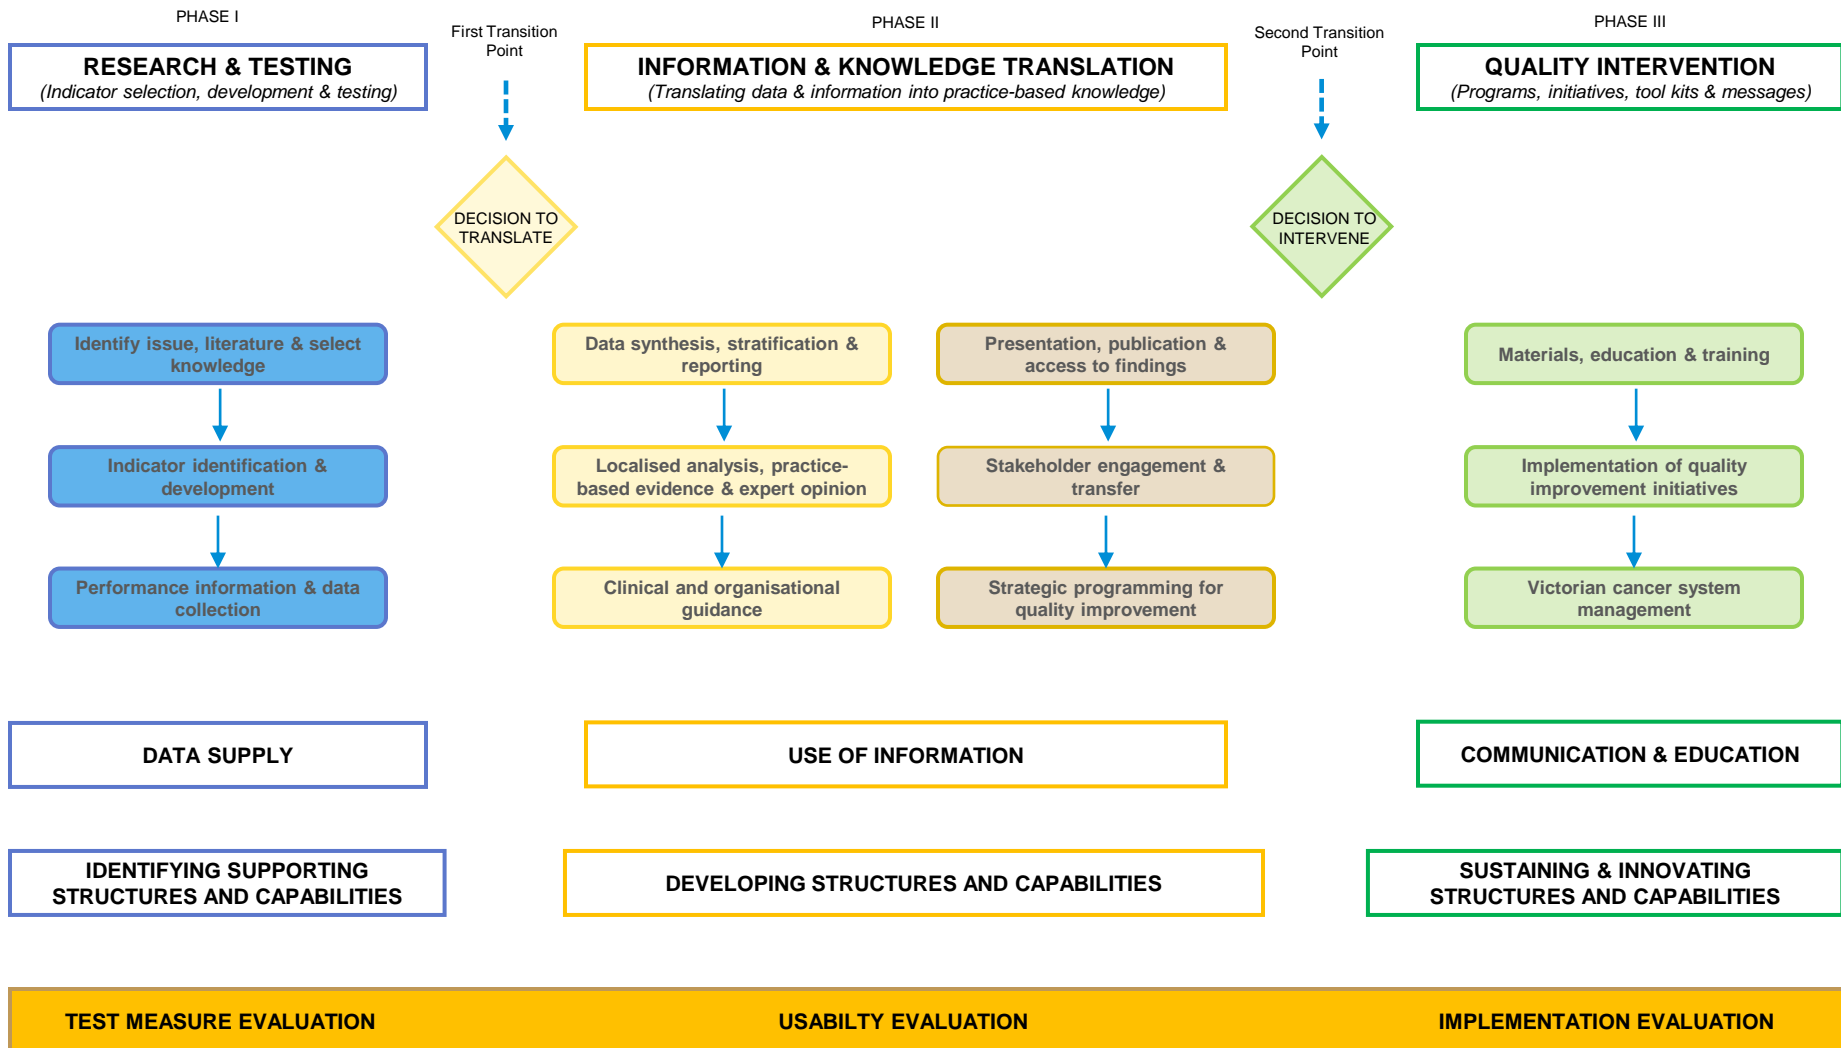 PHASE I
First Transition
Point
PHASE II
Second Transition
Point
PHASE III
RESEARCH & TESTING
(Indicator selection, development & testing)
INFORMATION & KNOWLEDGE TRANSLATION
(Translating data & information into practice-based knowledge)
QUALITY INTERVENTION
(Programs, initiatives, tool kits & messages)
DECISION TO
TRANSLATE
DECISION TO
INTERVENE
Identify issue, literature & select
knowledge
Data synthesis, stratification &
reporting
Presentation, publication &
access to findings
Materials, education & training
Indicator identification &
development
Localised analysis, practice-
based evidence & expert opinion
Stakeholder engagement &
transfer
Implementation of quality
improvement initiatives
Performance information & data
collection
Clinical and organisational
guidance
Strategic programming for
quality improvement
Victorian cancer system
management
DATA SUPPLY
USE OF INFORMATION
COMMUNICATION & EDUCATION
IDENTIFYING SUPPORTING
STRUCTURES AND CAPABILITIES
DEVELOPING STRUCTURES AND CAPABILITIES
SUSTAINING & INNOVATING
STRUCTURES AND CAPABILITIES
TEST MEASURE EVALUATION
USABILTY EVALUATION
IMPLEMENTATION EVALUATION